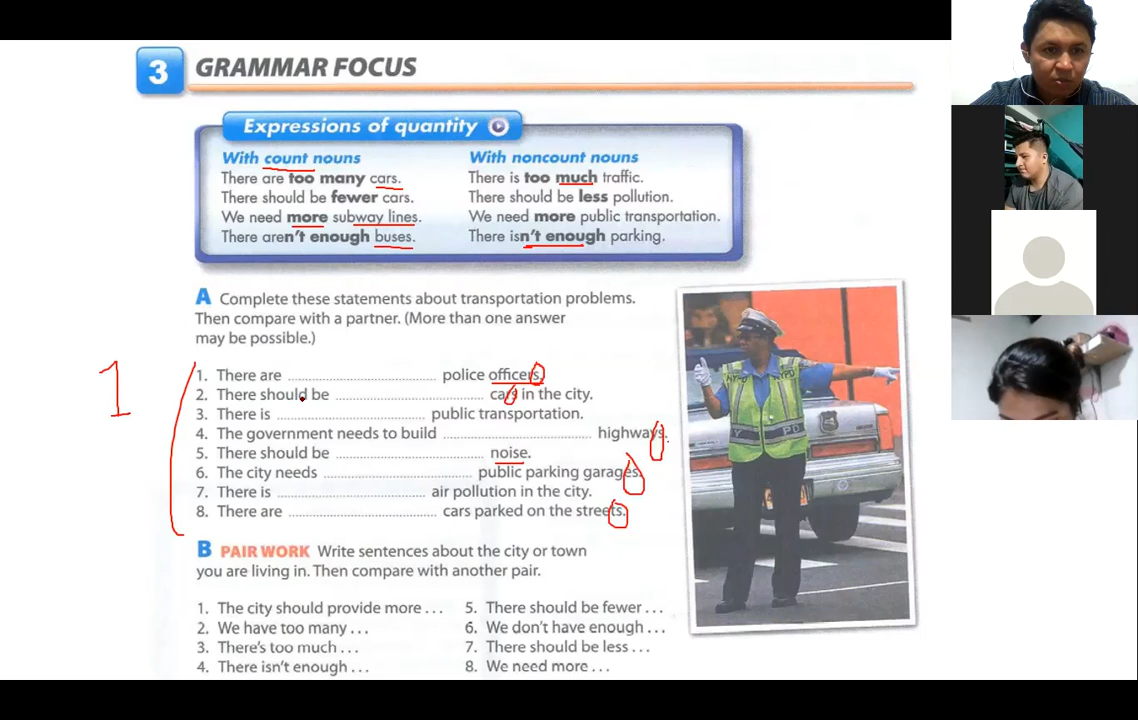 3 GRAMMAR FOCUS
Expressions of quantity
With count nouns
There are too many cars.
There should be fewer cars.
We need more subway lines.
There aren't enough buses.
With noncount nouns
There is too much traffic.
There should be less pollution.
We need more public transportation.
There isn't enough parking.
A Complete these statements about transportation problems.
Then compare with a partner. (More than one answer
may be possible.)
1
1. There are .......................... police officers.
2. There should be .......................... cars in the city.
3. There is .......................... public transportation.
4. The government needs to build .......................... highways.
5. There should be .......................... noise.
6. The city needs .......................... public parking garages.
7. There is .......................... air pollution in the city.
8. There are .......................... cars parked on the streets.
B PAIR WORK Write sentences about the city or town
you are living in. Then compare with another pair.
1. The city should provide more . . .
2. We have too many . . .
3. There's too much . . .
4. There isn't enough . . .
5. There should be fewer . . .
6. We don't have enough . . .
7. There should be less . . .
8. We need more . . .
NYPD